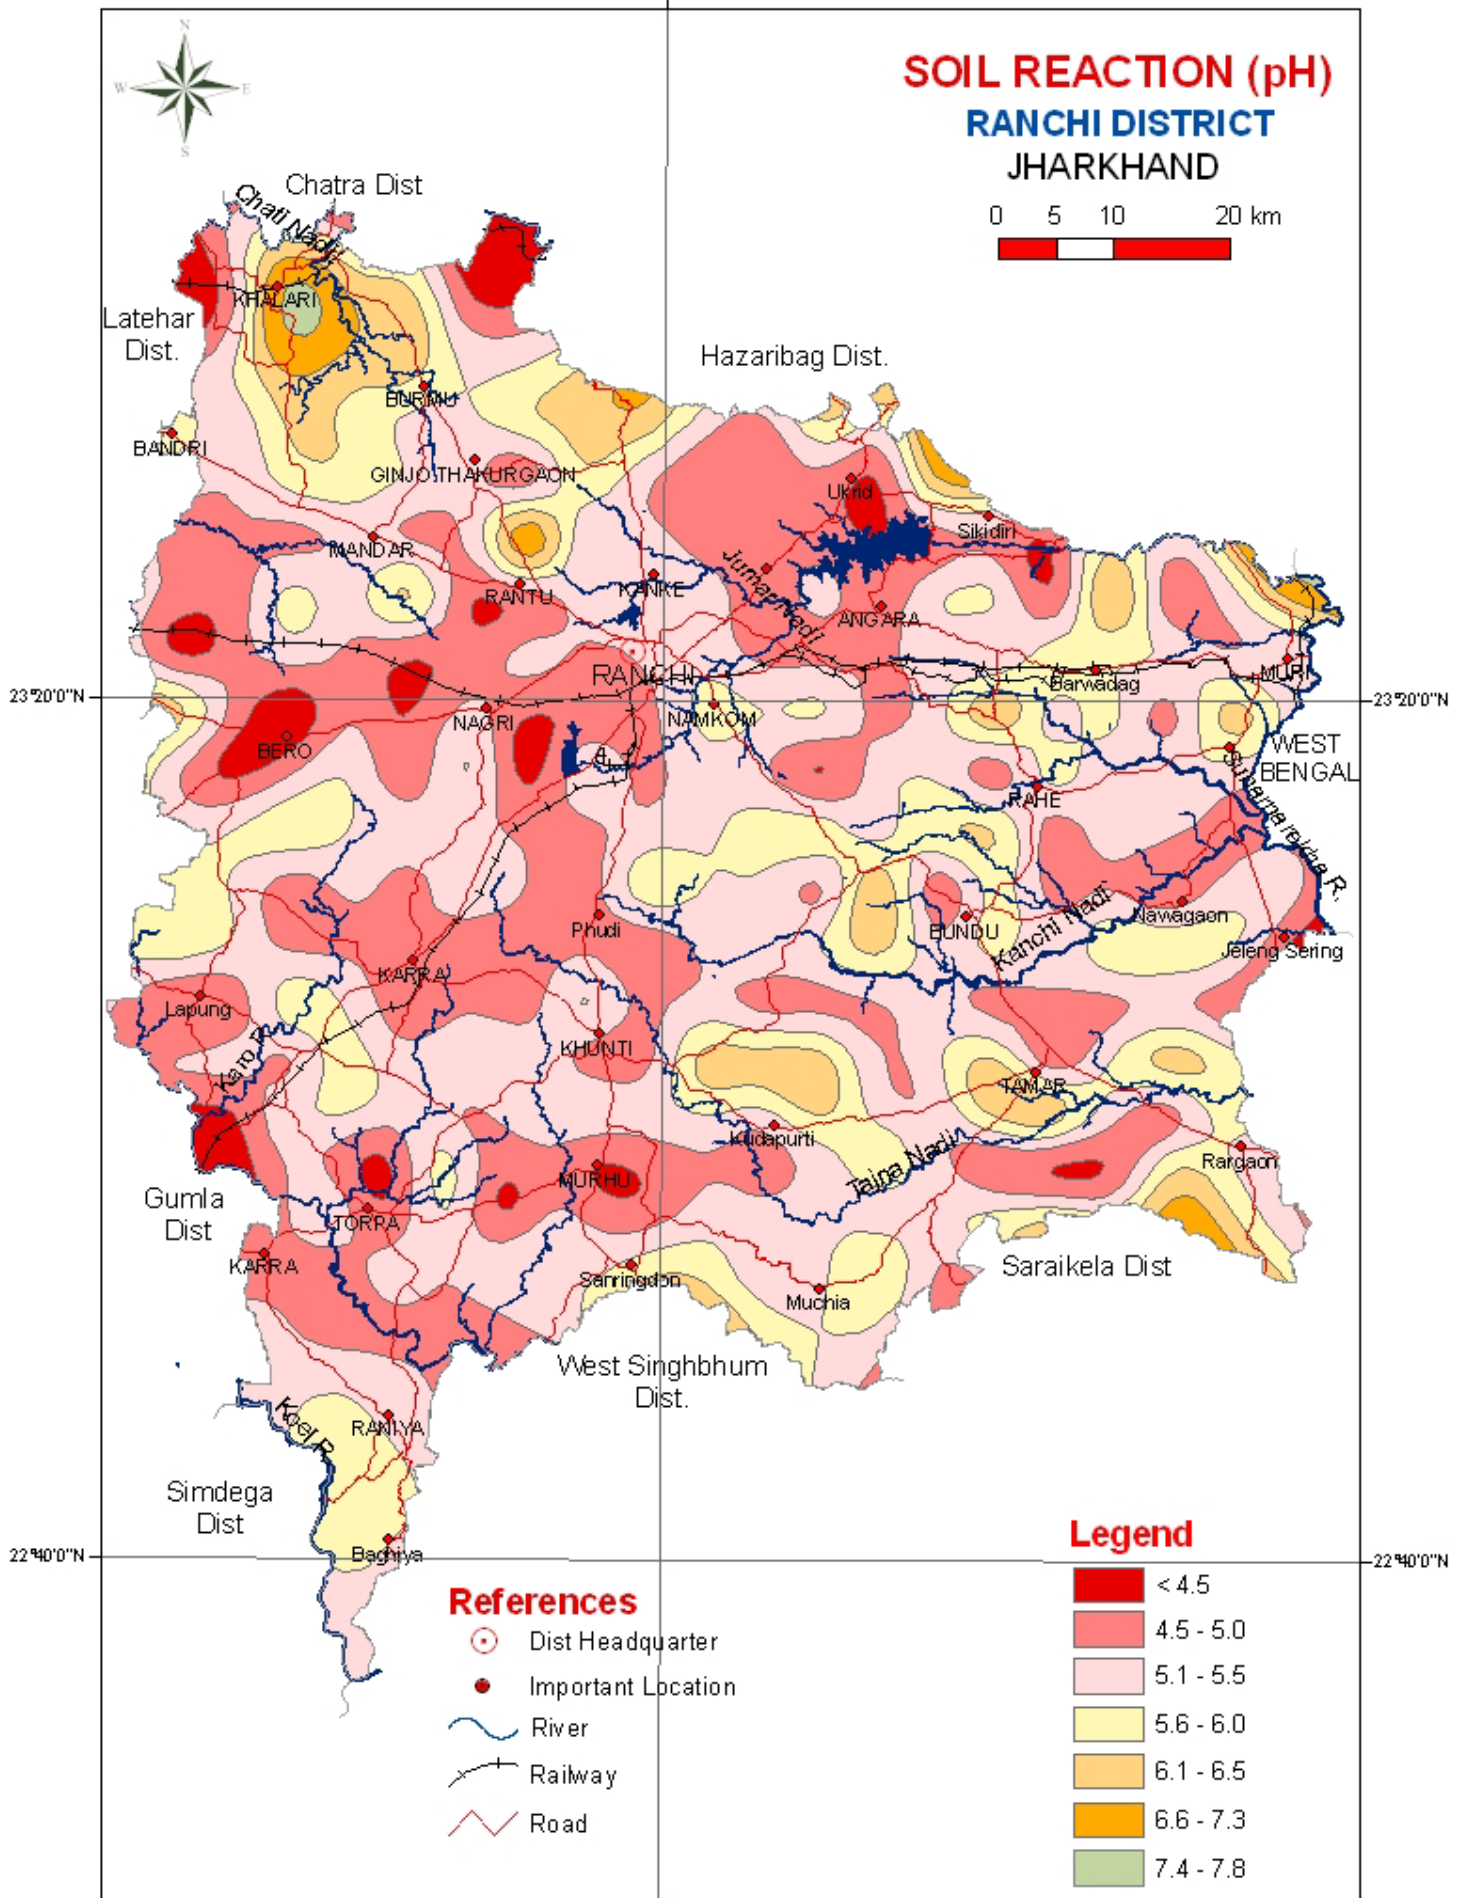 N
W
E
S
SOIL REACTION (pH)
RANCHI DISTRICT
JHARKHAND
0 5 10 20 km
Chatra Dist
Chati Nadi
KHALARI
Latehar
Dist.
Hazaribag Dist.
BURMU
BANDRI
GINJO THAKURGAON
Ukrid
Sikidiri
MANDAR
Jumar Nadi
RANTU
KANKE
ANGARA
RANCHI
MURI
Barwadag
23°20'0"N
23°20'0"N
NAGRI
NAMKOM
BERO
WEST
BENGAL
RAHE
Subarnarekha R.
Phudi
BUNDU
Kanchi Nadi
Nawagaon
Jeleng Sering
KARRA
Lapung
Karo R.
KHUNTI
TAMAR
Kudapurti
Tajna Nadi
Rargaon
MURHU
Gumla
Dist
TORPA
KARRA
Sanringdon
Muchia
Saraikela Dist
West Singhbhum
Dist.
Koel R.
RANIYA
Simdega
Dist
Baghiya
22°40'0"N
22°40'0"N
References
Dist Headquarter
Important Location
River
Railway
Road
Legend
< 4.5
4.5 - 5.0
5.1 - 5.5
5.6 - 6.0
6.1 - 6.5
6.6 - 7.3
7.4 - 7.8